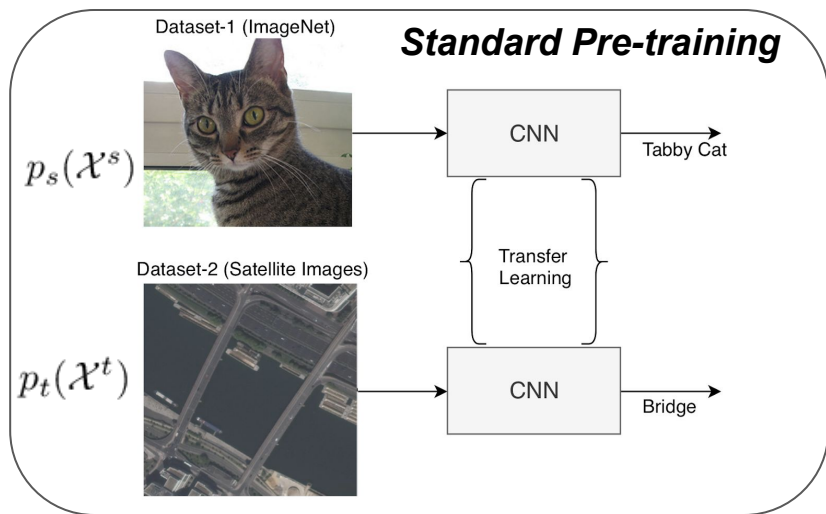 Dataset-1 (ImageNet)
Standard Pre-training
CNN
Tabby Cat
p_s(𝒳^s)
Transfer
Learning
Dataset-2 (Satellite Images)
p_t(𝒳^t)
CNN
Bridge